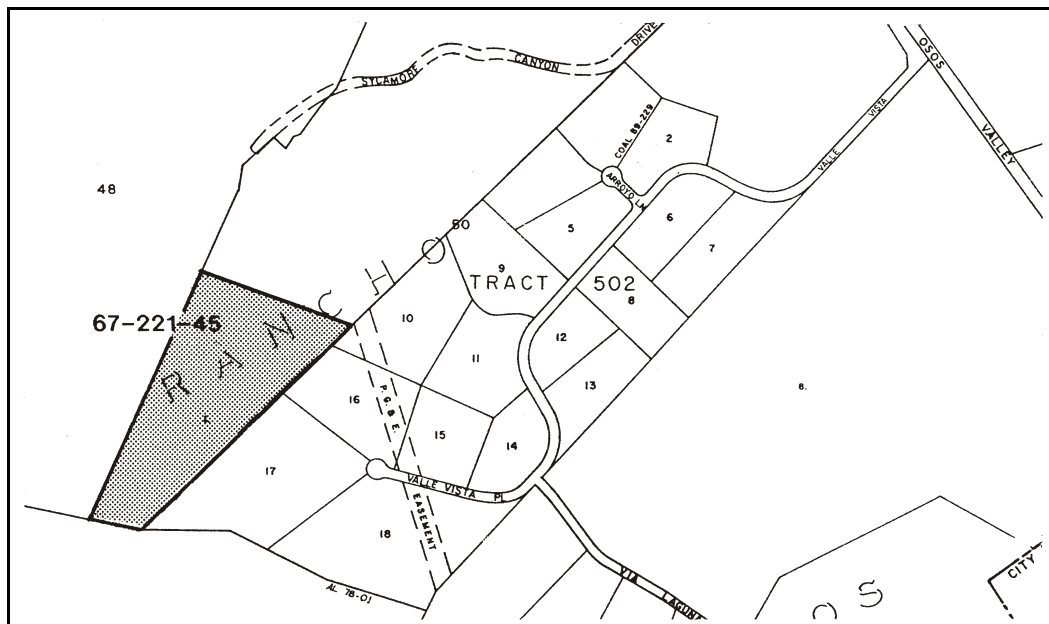 DRIVE
SYCAMORE
CANYON
OSOS
VALLEY
VALLE
VISTA
COAL 89-229
2
ARROYO LN
48
50
5
6
7
9
TRACT 502
8
RANCHO
67-221-45
10
12
11
13
16
P. G. & E.
15
14
17
VALLE VISTA PL
EASEMENT
18
AL 78-01
VIA
LAGUNA
CITY
OS